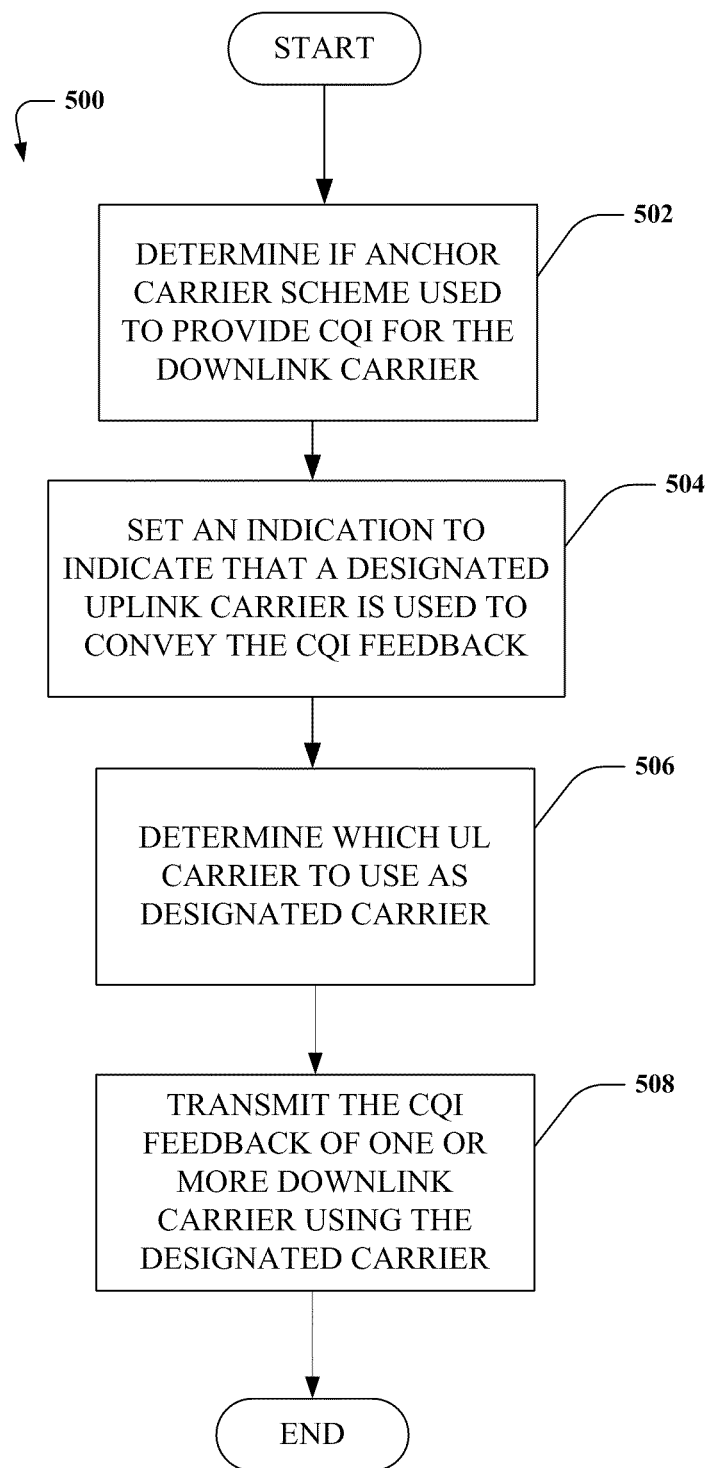 START
500
502
DETERMINE IF ANCHOR
CARRIER SCHEME USED
TO PROVIDE CQI FOR THE
DOWNLINK CARRIER
504
SET AN INDICATION TO
INDICATE THAT A DESIGNATED
UPLINK CARRIER IS USED TO
CONVEY THE CQI FEEDBACK
506
DETERMINE WHICH UL
CARRIER TO USE AS
DESIGNATED CARRIER
508
TRANSMIT THE CQI
FEEDBACK OF ONE OR
MORE DOWNLINK
CARRIER USING THE
DESIGNATED CARRIER
END